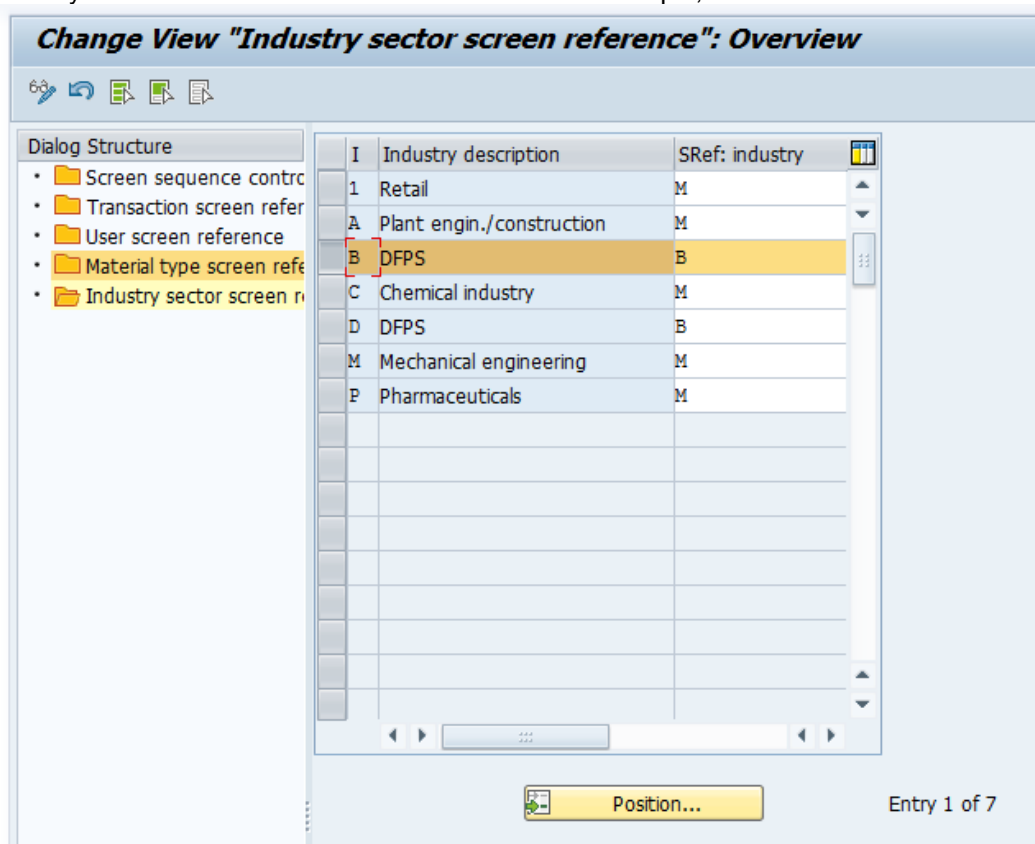 Change View "Industry sector screen reference": Overview
Dialog Structure
Screen sequence contro
Transaction screen refer
User screen reference
Material type screen refe
Industry sector screen r
I Industry description SRef: industry
1 Retail M
A Plant engin./construction M
B DFPS B
C Chemical industry M
D DFPS B
M Mechanical engineering M
P Pharmaceuticals M
Position...
Entry 1 of 7